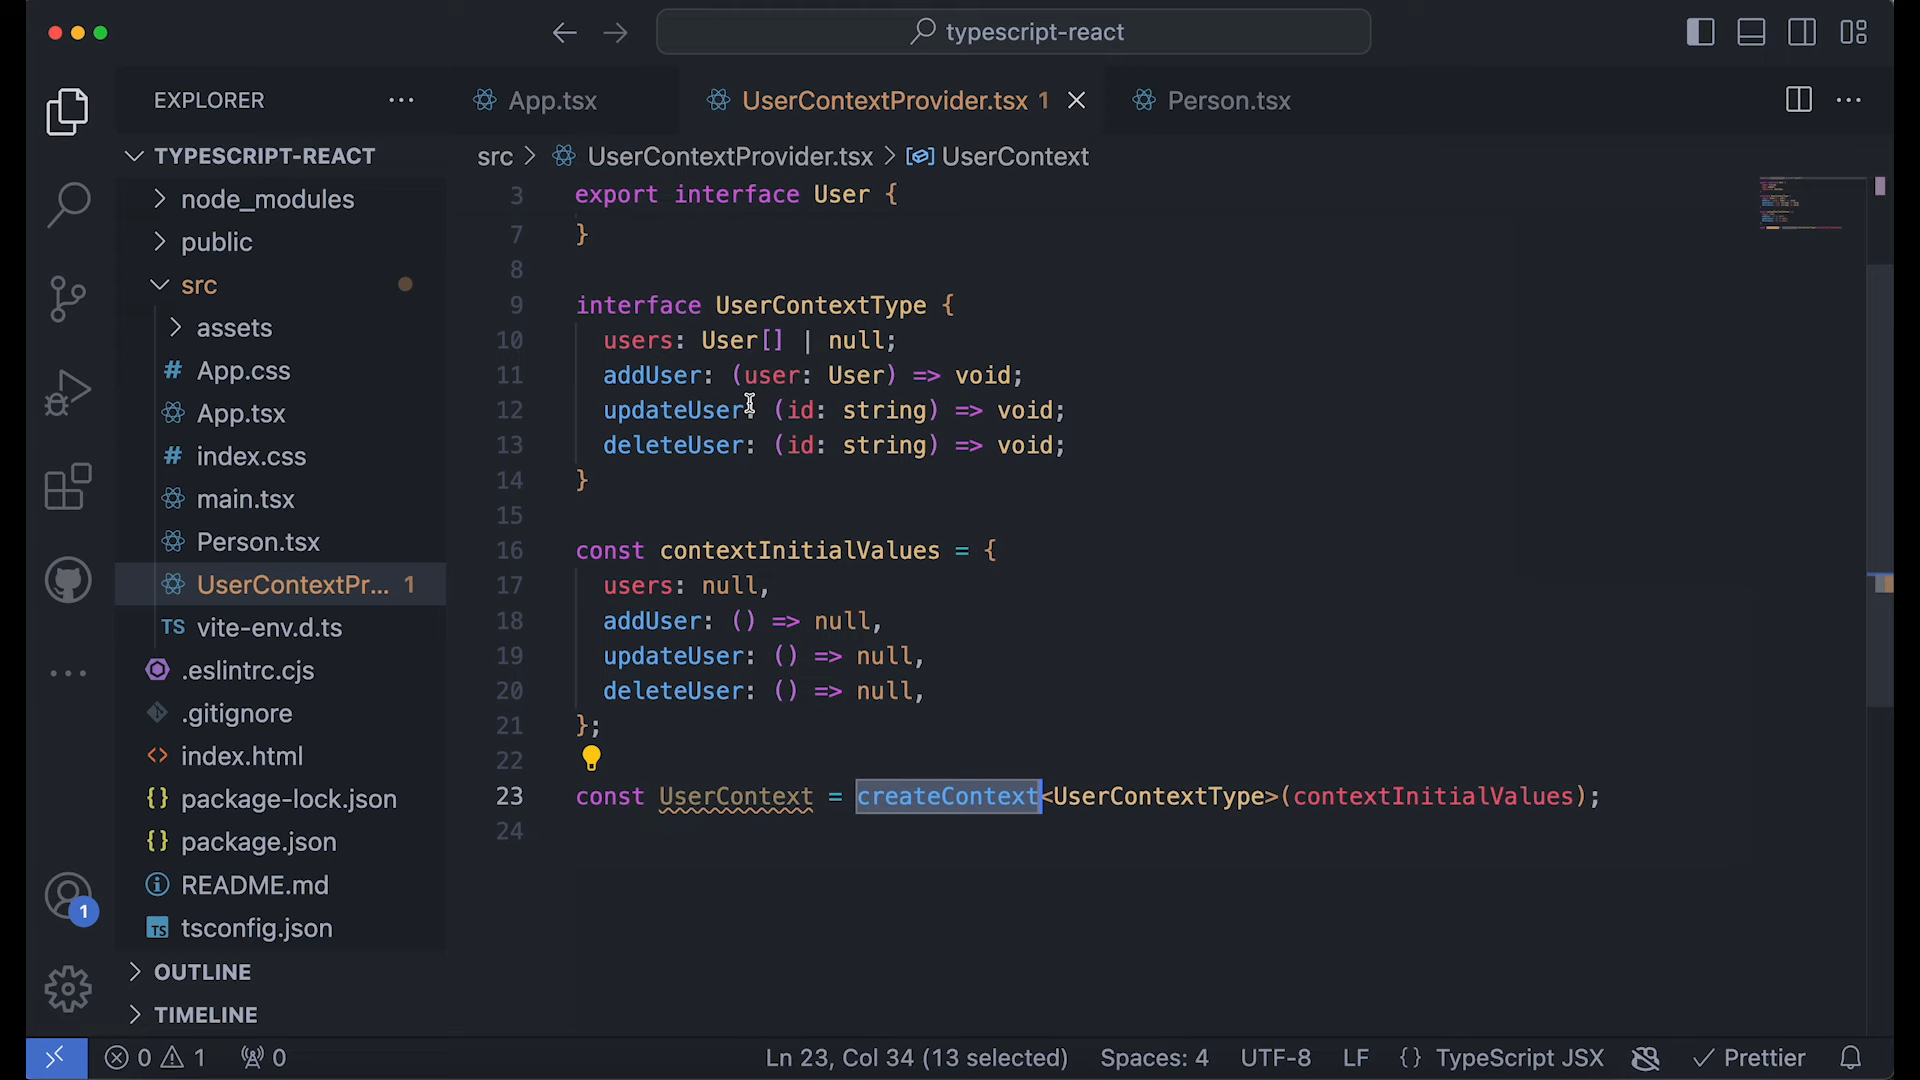 typescript-react
EXPLORER
App.tsx
UserContextProvider.tsx 1
Person.tsx
TYPESCRIPT-REACT
src > UserContextProvider.tsx > UserContext
node_modules
public
src
assets
# App.css
App.tsx
# index.css
main.tsx
Person.tsx
UserContextPr... 1
TS vite-env.d.ts
.eslintrc.cjs
.gitignore
<> index.html
{} package-lock.json
{} package.json
README.md
TS tsconfig.json
OUTLINE
TIMELINE
1
3 export interface User {
7 }
8
9 interface UserContextType {
10 users: User[] | null;
11 addUser: (user: User) => void;
12 updateUser: (id: string) => void;
13 deleteUser: (id: string) => void;
14 }
15
16 const contextInitialValues = {
17 users: null,
18 addUser: () => null,
19 updateUser: () => null,
20 deleteUser: () => null,
21 };
22
23 const UserContext = createContext<UserContextType>(contextInitialValues);
24
0 1 0 Ln 23, Col 34 (13 selected) Spaces: 4 UTF-8 LF {} TypeScript JSX Prettier